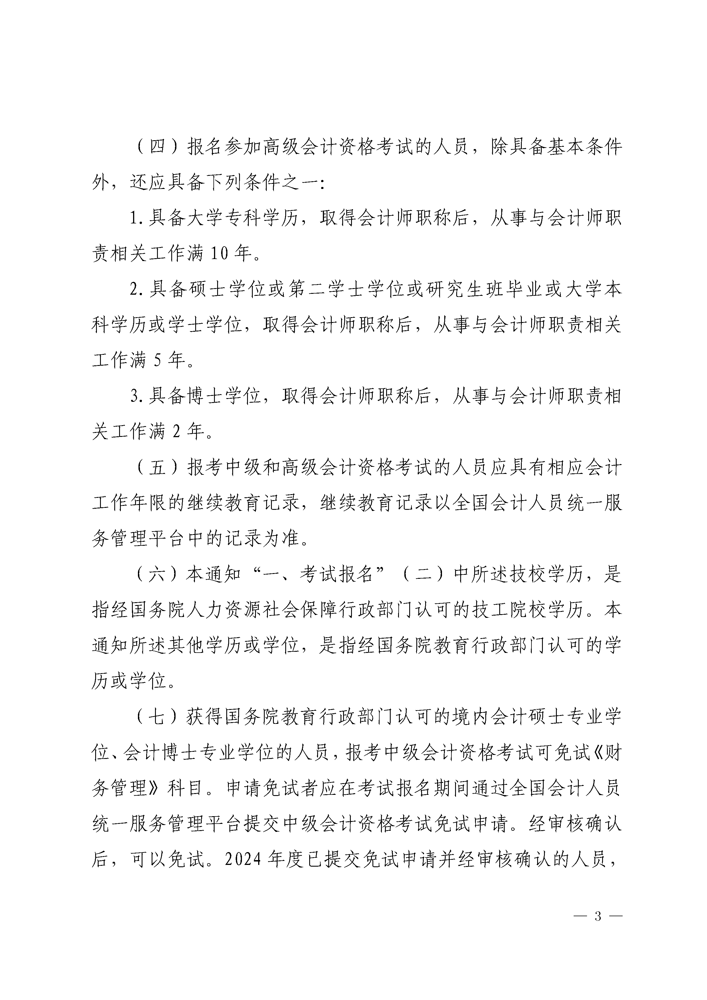 （四）报名参加高级会计资格考试的人员，除具备基本条件
外，还应具备下列条件之一：
1.具备大学专科学历，取得会计师职称后，从事与会计师职
责相关工作满 10 年。
2.具备硕士学位或第二学士学位或研究生班毕业或大学本
科学历或学士学位，取得会计师职称后，从事与会计师职责相关
工作满 5 年。
3.具备博士学位，取得会计师职称后，从事与会计师职责相
关工作满 2 年。
（五）报考中级和高级会计资格考试的人员应具有相应会计
工作年限的继续教育记录，继续教育记录以全国会计人员统一服
务管理平台中的记录为准。
（六）本通知“一、考试报名”（二）中所述技校学历，是
指经国务院人力资源社会保障行政部门认可的技工院校学历。本
通知所述其他学历或学位，是指经国务院教育行政部门认可的学
历或学位。
（七）获得国务院教育行政部门认可的境内会计硕士专业学
位、会计博士专业学位的人员，报考中级会计资格考试可免试《财
务管理》科目。申请免试者应在考试报名期间通过全国会计人员
统一服务管理平台提交中级会计资格考试免试申请。经审核确认
后，可以免试。2024 年度已提交免试申请并经审核确认的人员，
— 3 —